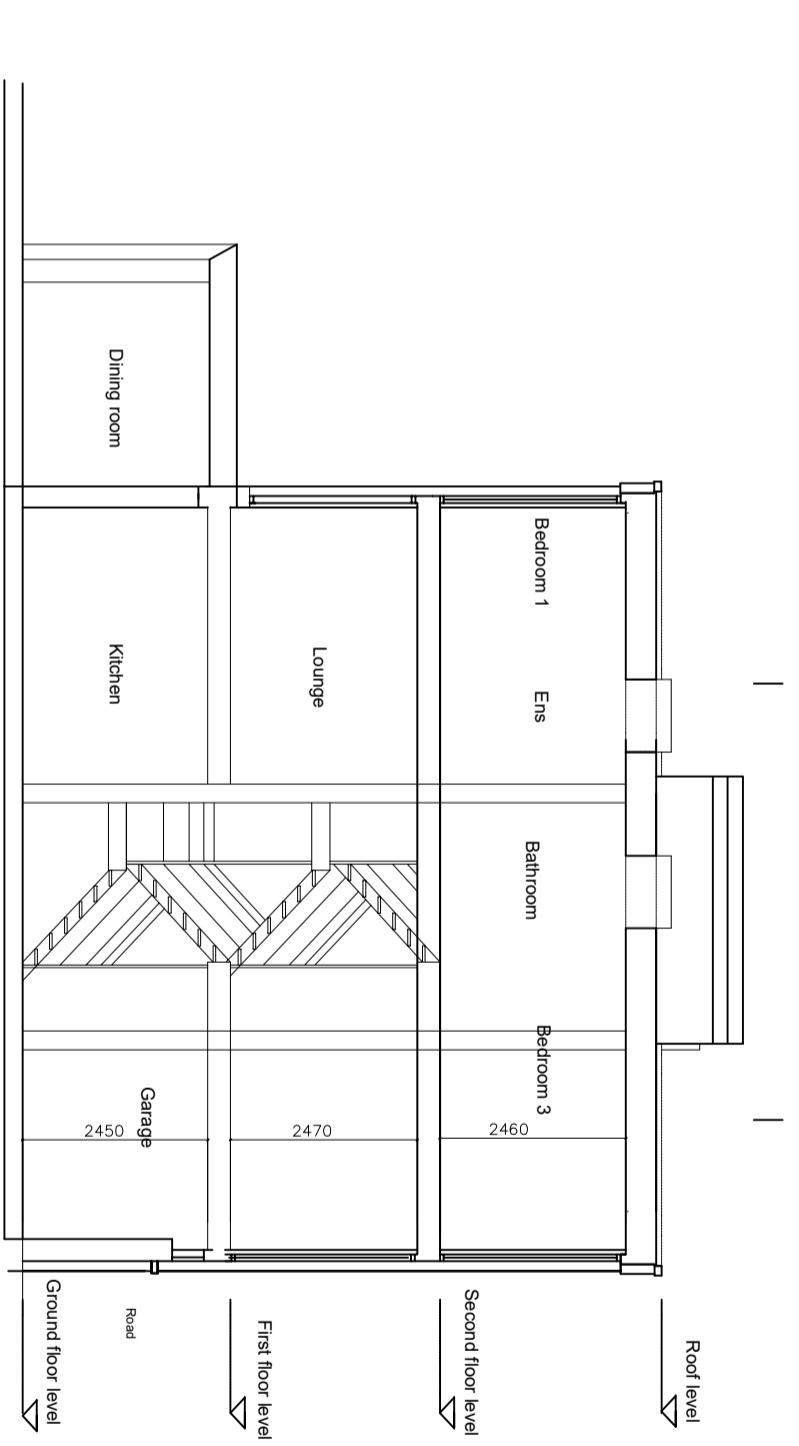 Roof level
Second floor level
First floor level
Road
Ground floor level
Bedroom 1
Ens
Bathroom
Bedroom 3
2460
Lounge
2470
Dining room
Kitchen
Garage
2450